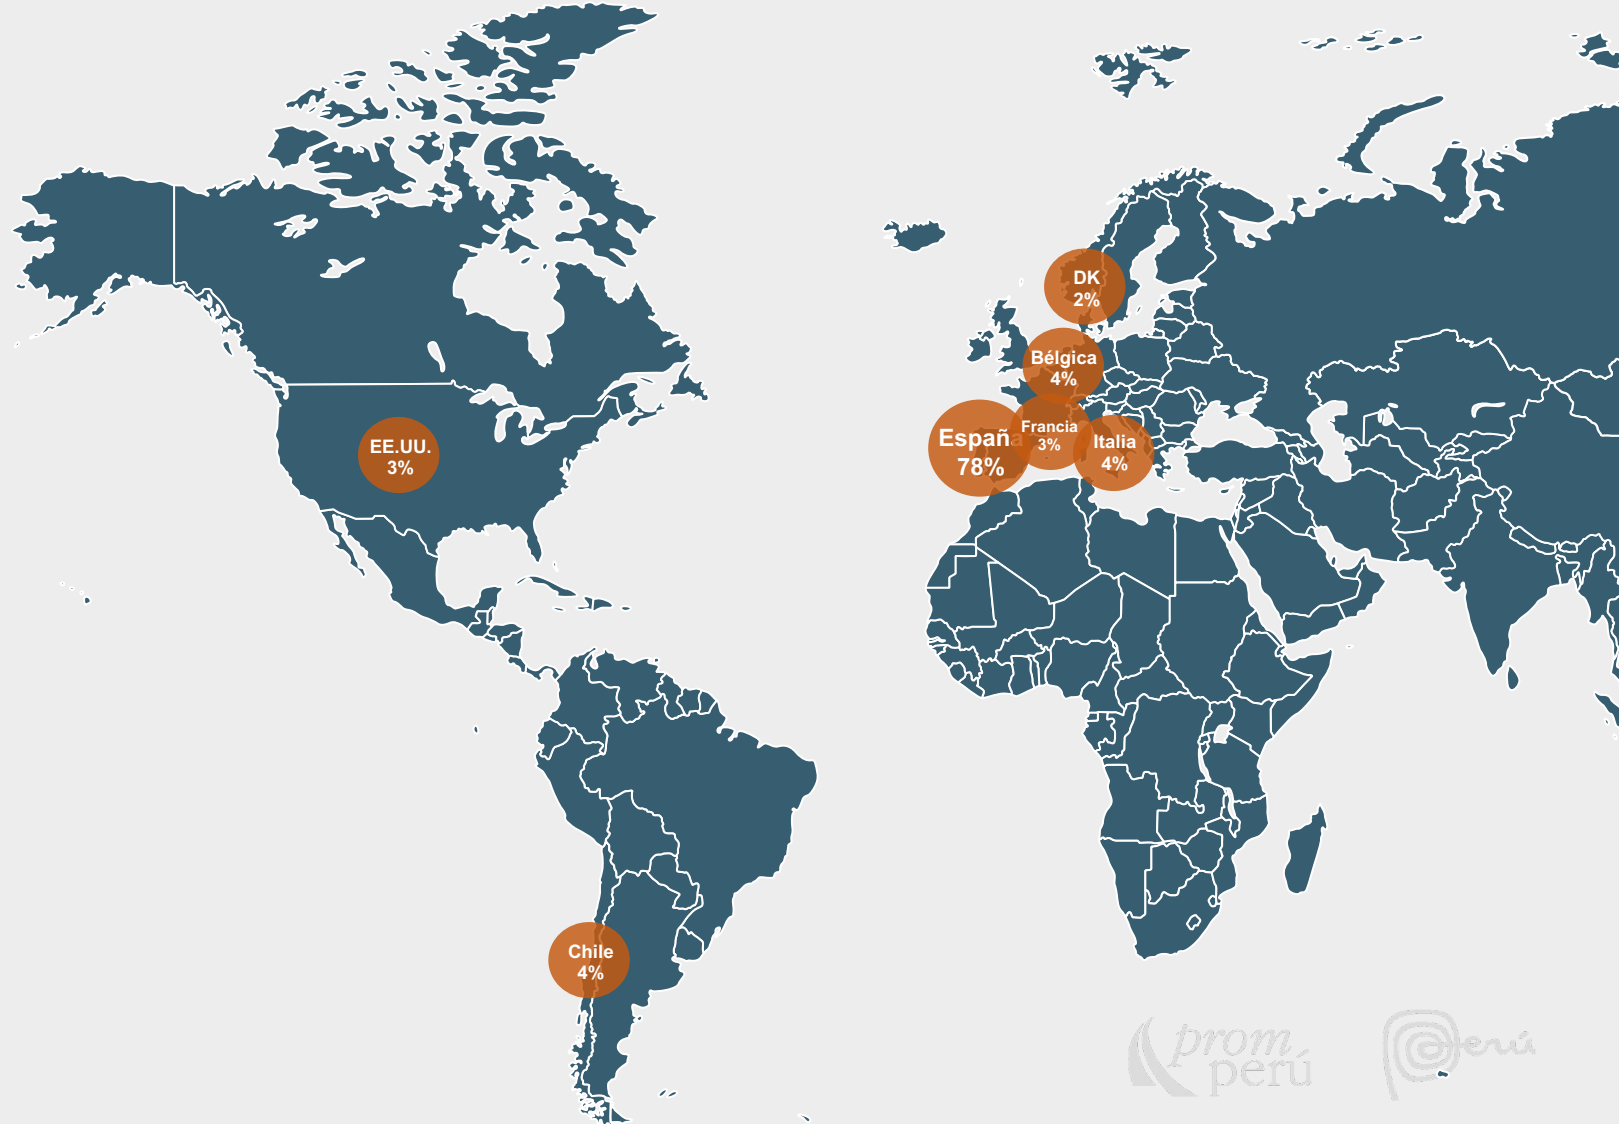 DK
2%
Bélgica
4%
España
78%
Francia
3%
Italia
4%
EE.UU.
3%
Chile
4%
prom
perú
Perú